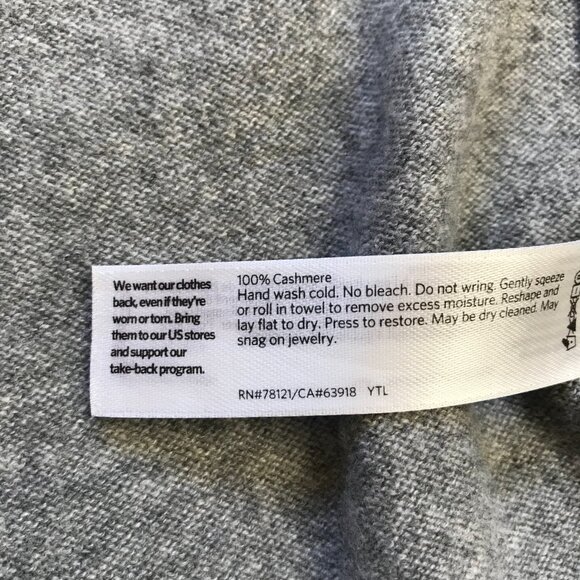 We want our clothes
back, even if they're
worn or torn. Bring
them to our US stores
and support our
take-back program.
100% Cashmere
Hand wash cold. No bleach. Do not wring. Gently sqeeze
or roll in towel to remove excess moisture. Reshape and
lay flat to dry. Press to restore. May be dry cleaned. May
snag on jewelry.
RN#78121/CA#63918 YTL